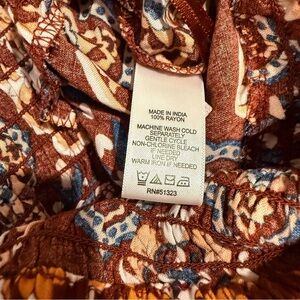 MADE IN INDIA
100% RAYON
MACHINE WASH COLD
SEPARATELY
GENTLE CYCLE
NON-CHLORINE BLEACH
IF NEEDED
LINE DRY
WARM IRON IF NEEDED
RN#51323